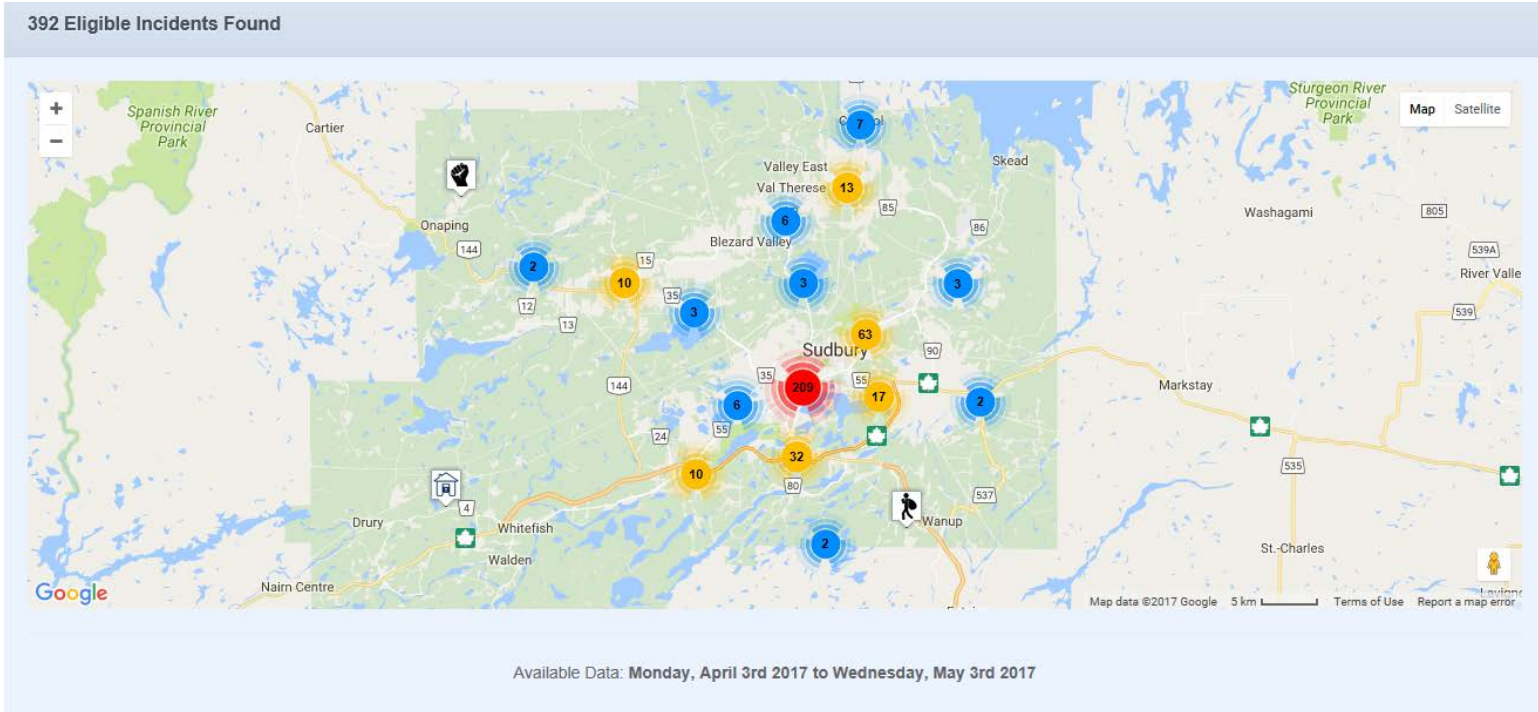 392 Eligible Incidents Found
+
−
Spanish River
Provincial
Park
Cartier
7
Sturgeon River
Provincial
Park
Map Satellite
Valley East
Val Therese
13
Skead
85
6
Onaping
144
Blezard Valley
86
Washagami
805
539A
River Valle
2
15
10
12
13
35
3
3
3
539
63
Sudbury
90
144
35
209
55
17
6
2
Markstay
24
55
10
32
80
535
537
4
Drury
Whitefish
Walden
Wanup
2
St.-Charles
Nairn Centre
Google
Map data ©2017 Google 5 km Terms of Use Report a map error
Available Data: Monday, April 3rd 2017 to Wednesday, May 3rd 2017